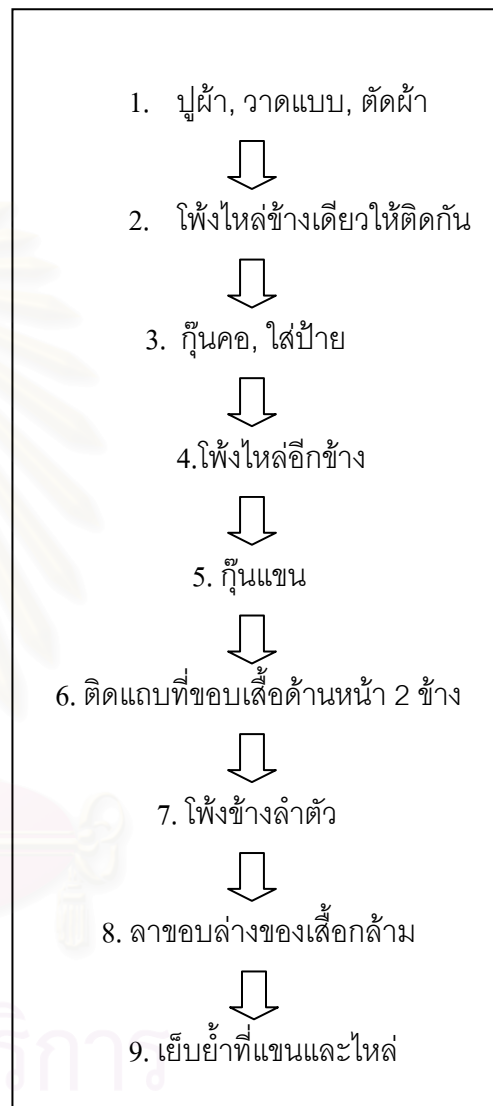 1. ปูผ้า, วาดแบบ, ตัดผ้า
2. โพ้งไหล่ข้างเดียวให้ติดกัน
3. กุ๊นคอ, ใส่ป้าย
4.โพ้งไหล่อีกข้าง
5. กุ๊นแขน
6. ติดแถบที่ขอบเสื้อด้านหน้า 2 ข้าง
7. โพ้งข้างลำตัว
8. ลาขอบล่างของเสื้อกล้าม
9. เย็บย้ำที่แขนและไหล่